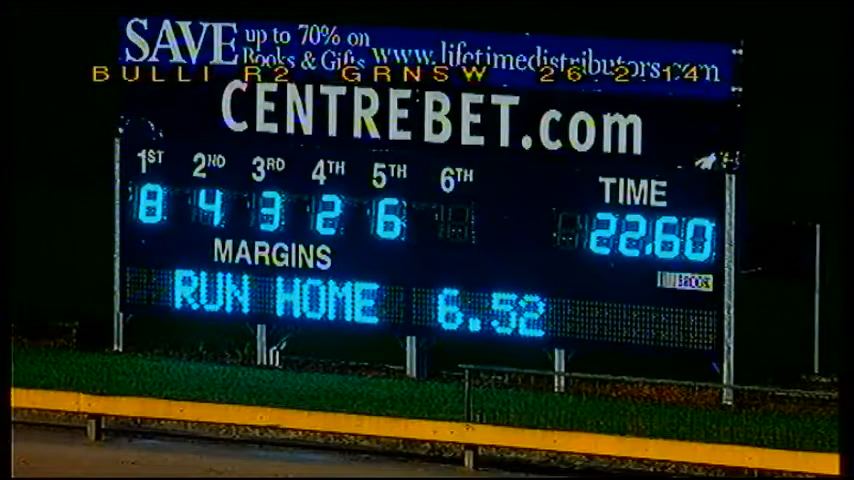 SAVE up to 70% on
Books & Gifts www.lifetimedistributors.com
BULLI R2 GRNSW 26 2 14
CENTREBET.com
1ST 2ND 3RD 4TH 5TH 6TH TIME
8 4 3 2 6 22.60
MARGINS
RUN HOME 6.52